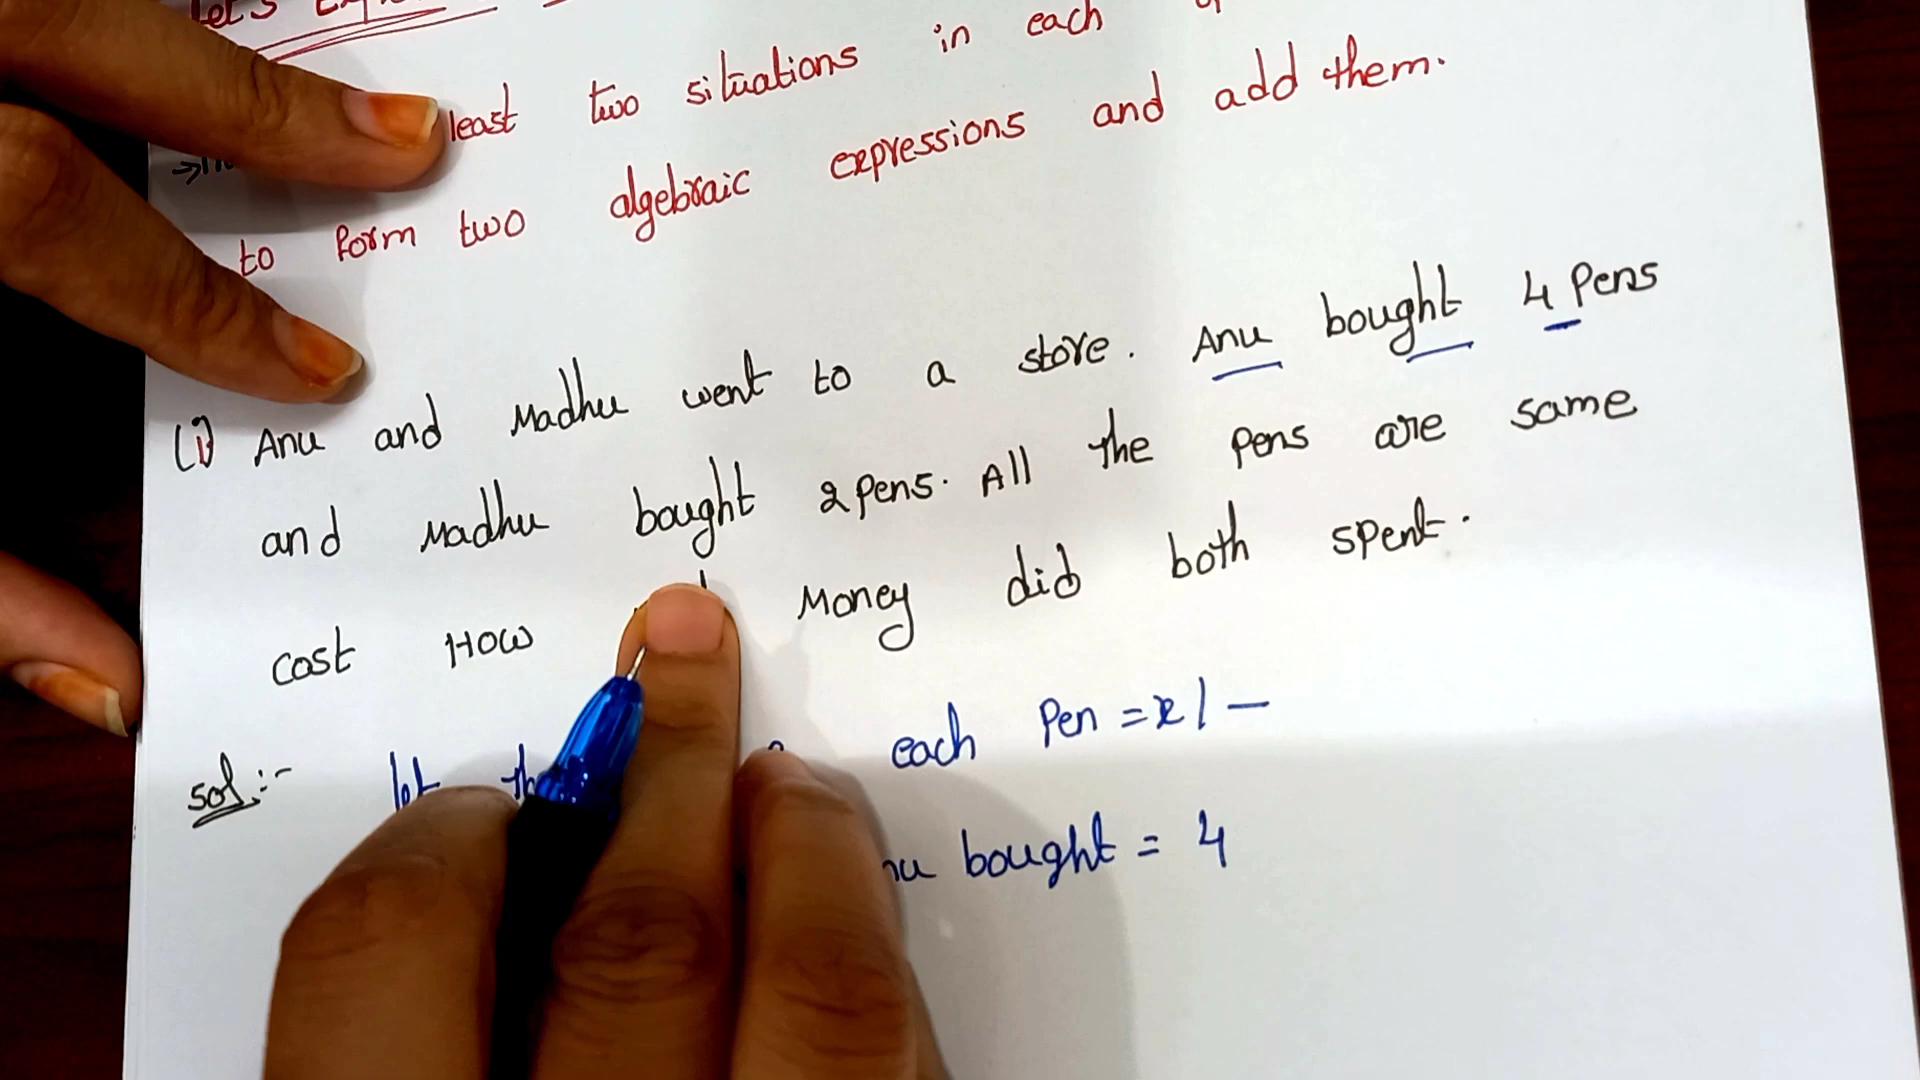 Let's
least two situations in each
to form two algebraic expressions and add them.
(i) Anu and Madhu went to a store. Anu bought 4 Pens
and Madhu bought 2 Pens. All the Pens are same
cost How Money did both spent.
sol:- let each Pen = x/-
bought = 4